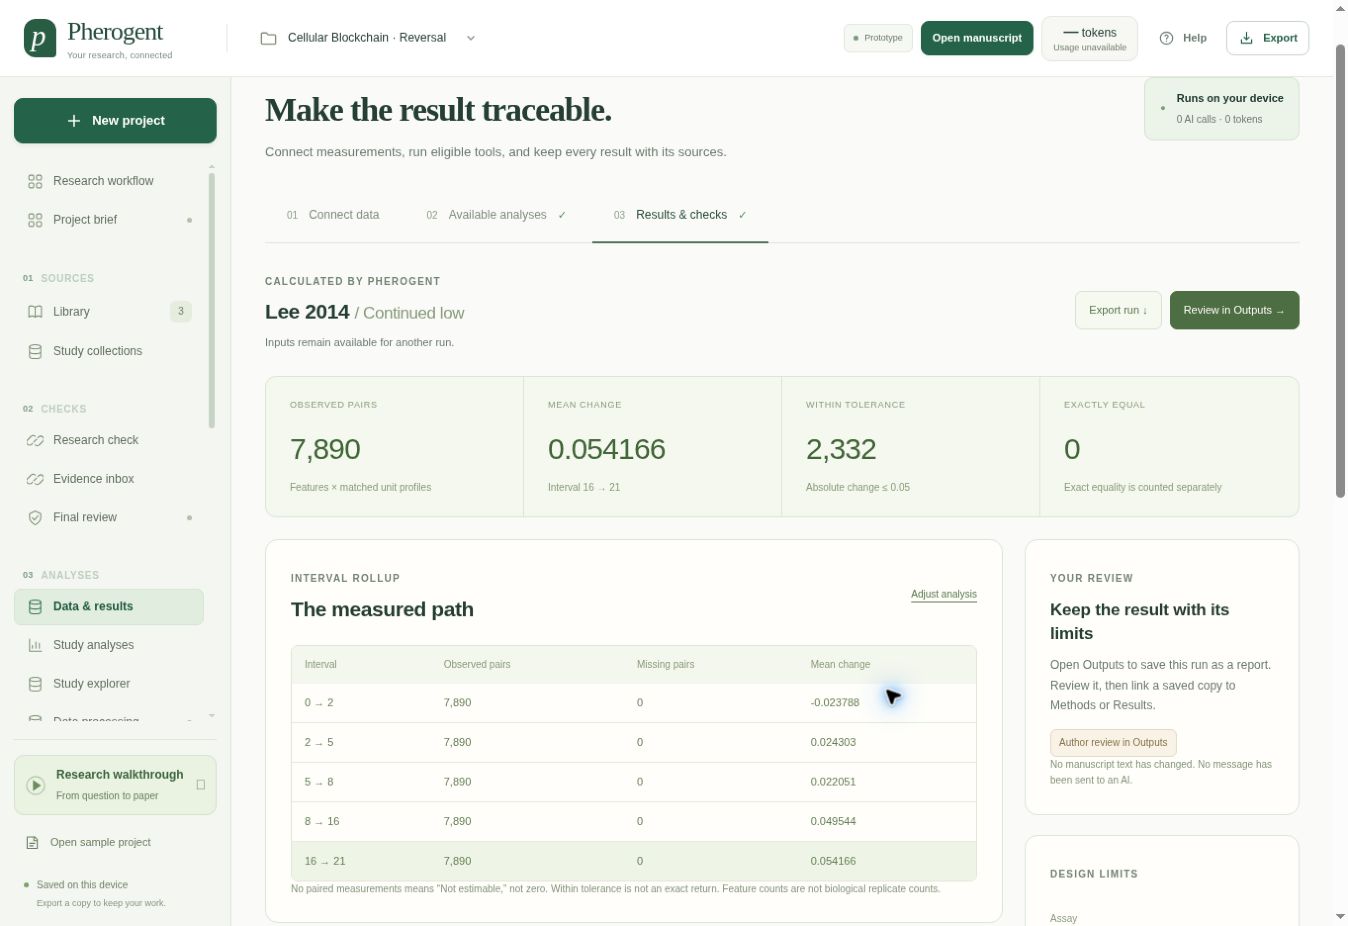 p Pherogent
Your research, connected
Cellular Blockchain · Reversal
Prototype
Open manuscript
— tokens
Usage unavailable
Help
Export
New project
Research workflow
Project brief
01 SOURCES
Library 3
Study collections
02 CHECKS
Research check
Evidence inbox
Final review
03 ANALYSES
Data & results
Study analyses
Study explorer
Data processing
Research walkthrough
From question to paper
Open sample project
Saved on this device
Export a copy to keep your work.
Make the result traceable.
Connect measurements, run eligible tools, and keep every result with its sources.
Runs on your device
0 AI calls · 0 tokens
01 Connect data 02 Available analyses ✓ 03 Results & checks ✓
CALCULATED BY PHEROGENT
Lee 2014 / Continued low
Inputs remain available for another run.
Export run ↓
Review in Outputs →
OBSERVED PAIRS
7,890
Features × matched unit profiles
MEAN CHANGE
0.054166
Interval 16 → 21
WITHIN TOLERANCE
2,332
Absolute change ≤ 0.05
EXACTLY EQUAL
0
Exact equality is counted separately
INTERVAL ROLLUP
The measured path
Adjust analysis
Interval Observed pairs Missing pairs Mean change
0 → 2 7,890 0 -0.023788
2 → 5 7,890 0 0.024303
5 → 8 7,890 0 0.022051
8 → 16 7,890 0 0.049544
16 → 21 7,890 0 0.054166
No paired measurements means "Not estimable," not zero. Within tolerance is not an exact return. Feature counts are not biological replicate counts.
YOUR REVIEW
Keep the result with its
limits
Open Outputs to save this run as a report.
Review it, then link a saved copy to
Methods or Results.
Author review in Outputs
No manuscript text has changed. No message has
been sent to an AI.
DESIGN LIMITS
Assay